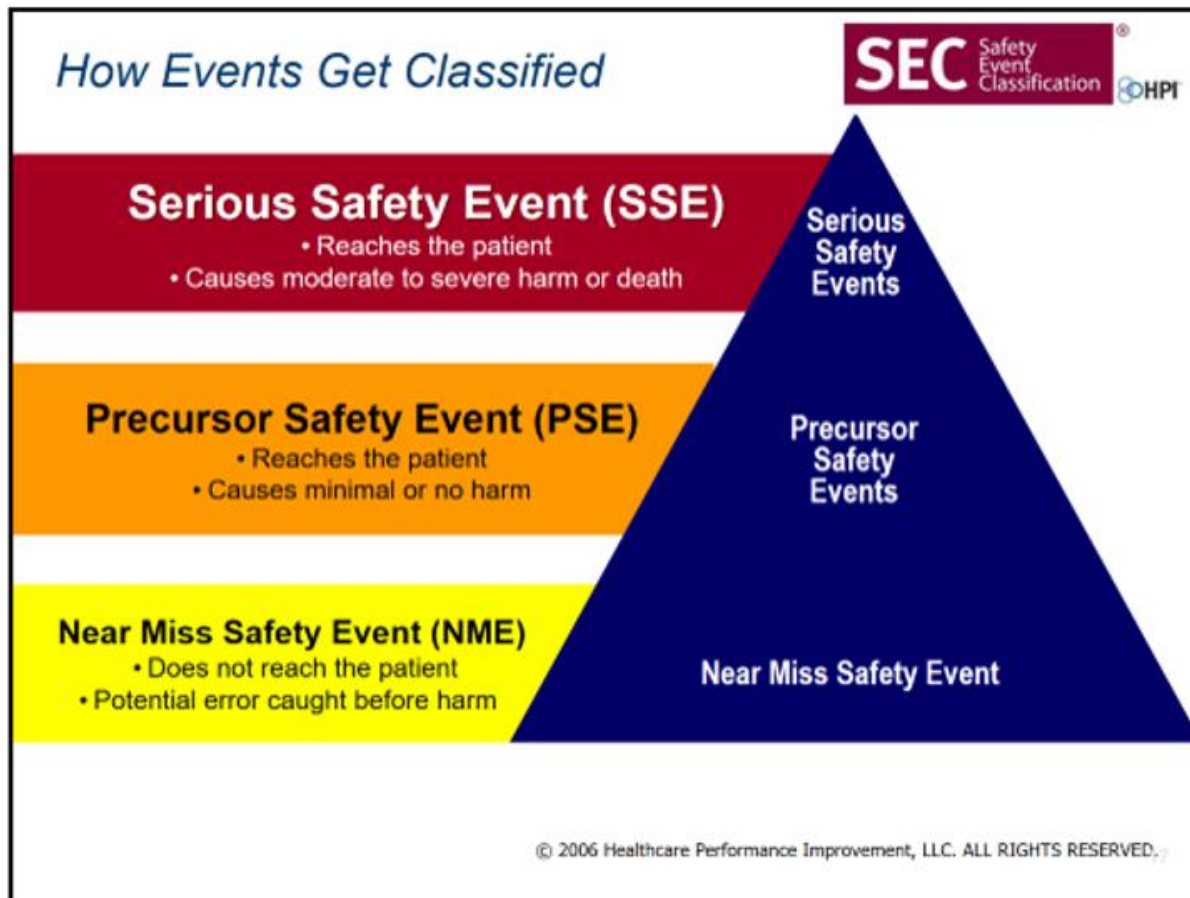 How Events Get Classified
SEC Safety
Event
Classification
®
HPI
Serious Safety Event (SSE)
• Reaches the patient
• Causes moderate to severe harm or death
Serious
Safety
Events
Precursor Safety Event (PSE)
• Reaches the patient
• Causes minimal or no harm
Precursor
Safety
Events
Near Miss Safety Event (NME)
• Does not reach the patient
• Potential error caught before harm
Near Miss Safety Event
© 2006 Healthcare Performance Improvement, LLC. ALL RIGHTS RESERVED.